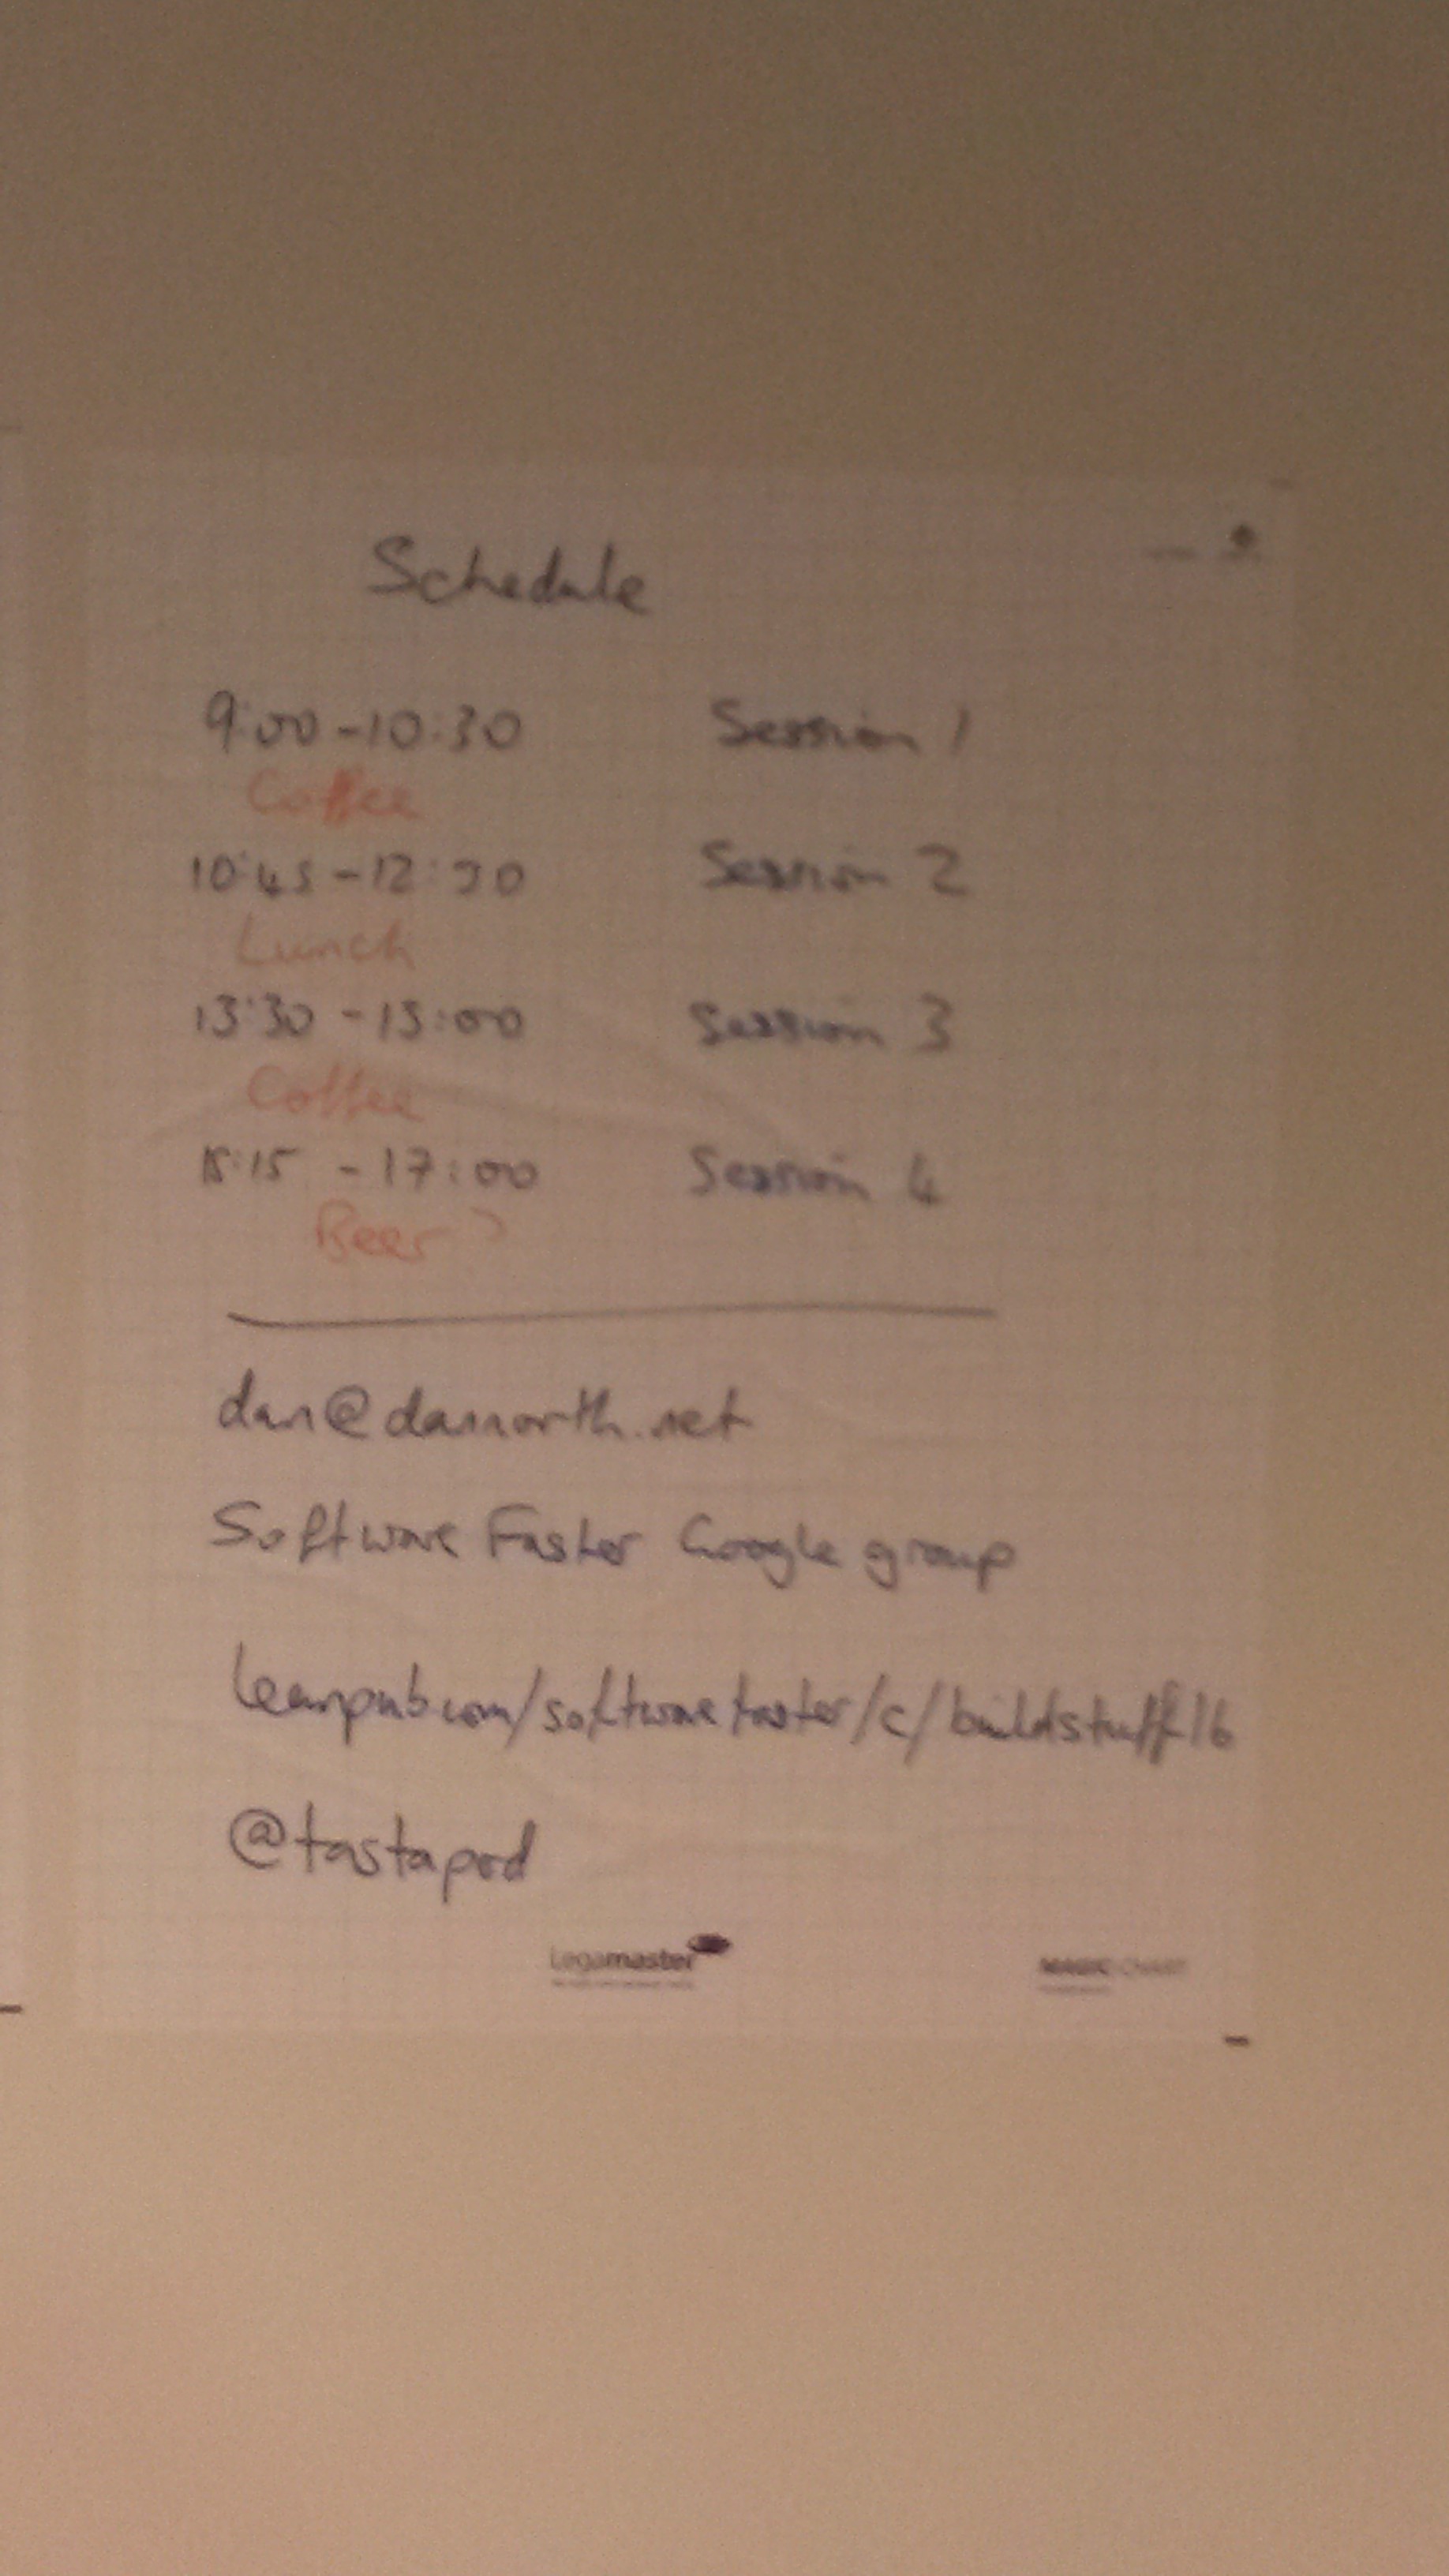 Schedule
9:00 - 10:30 Session 1
Coffee
10:45 - 12:30 Session 2
Lunch
13:30 - 15:00 Session 3
Coffee
15:15 - 17:00 Session 4
Beer?
dan@dannorth.net
Software Faster Google group
leanpub.com/softwarefaster/c/buildstuff16
@tastapod
Legamaster MAGIC CHART